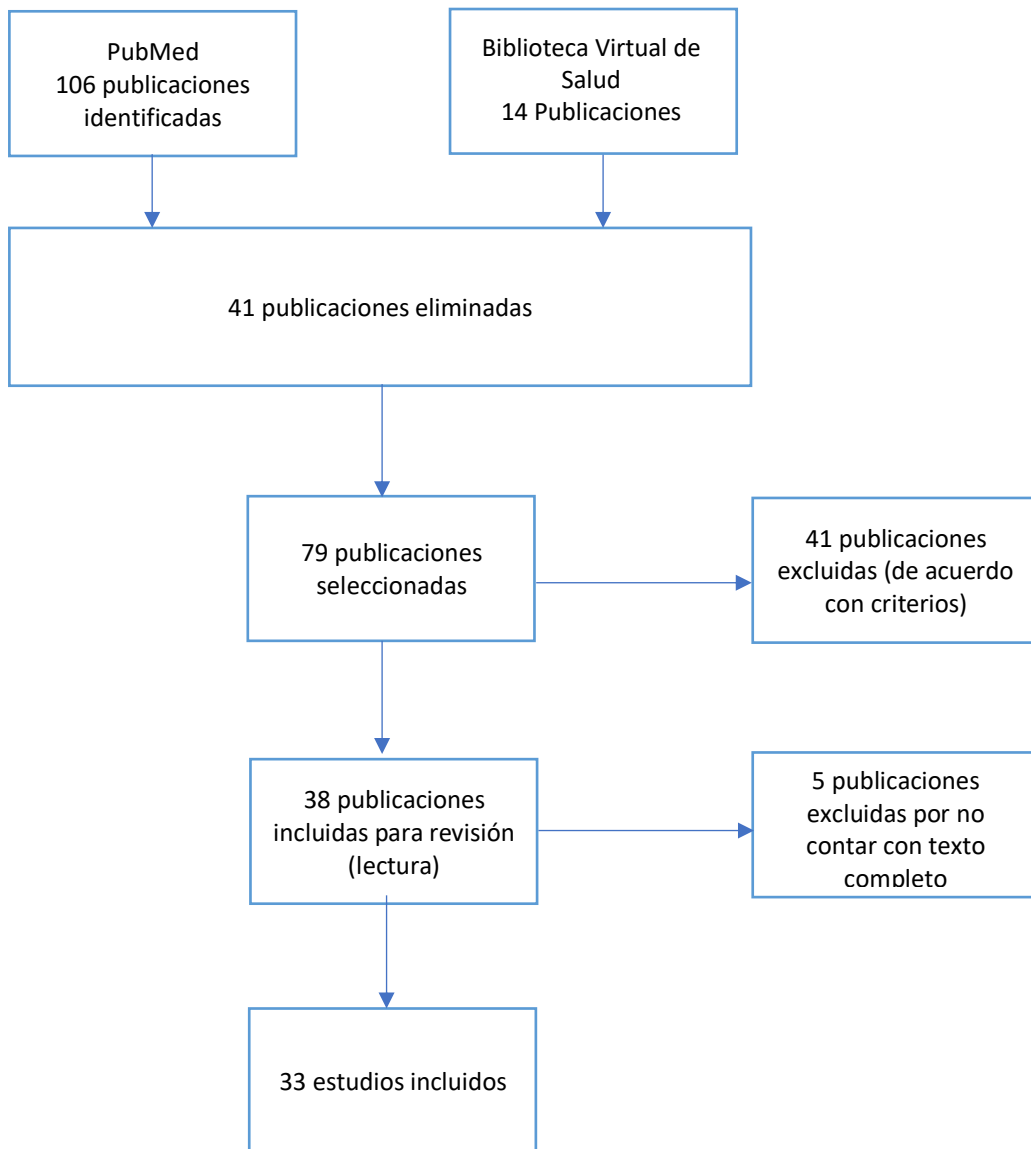 PubMed
106 publicaciones
identificadas
Biblioteca Virtual de
Salud
14 Publicaciones
41 publicaciones eliminadas
79 publicaciones
seleccionadas
41 publicaciones
excluidas (de acuerdo
con criterios)
38 publicaciones
incluidas para revisión
(lectura)
5 publicaciones
excluidas por no
contar con texto
completo
33 estudios incluidos